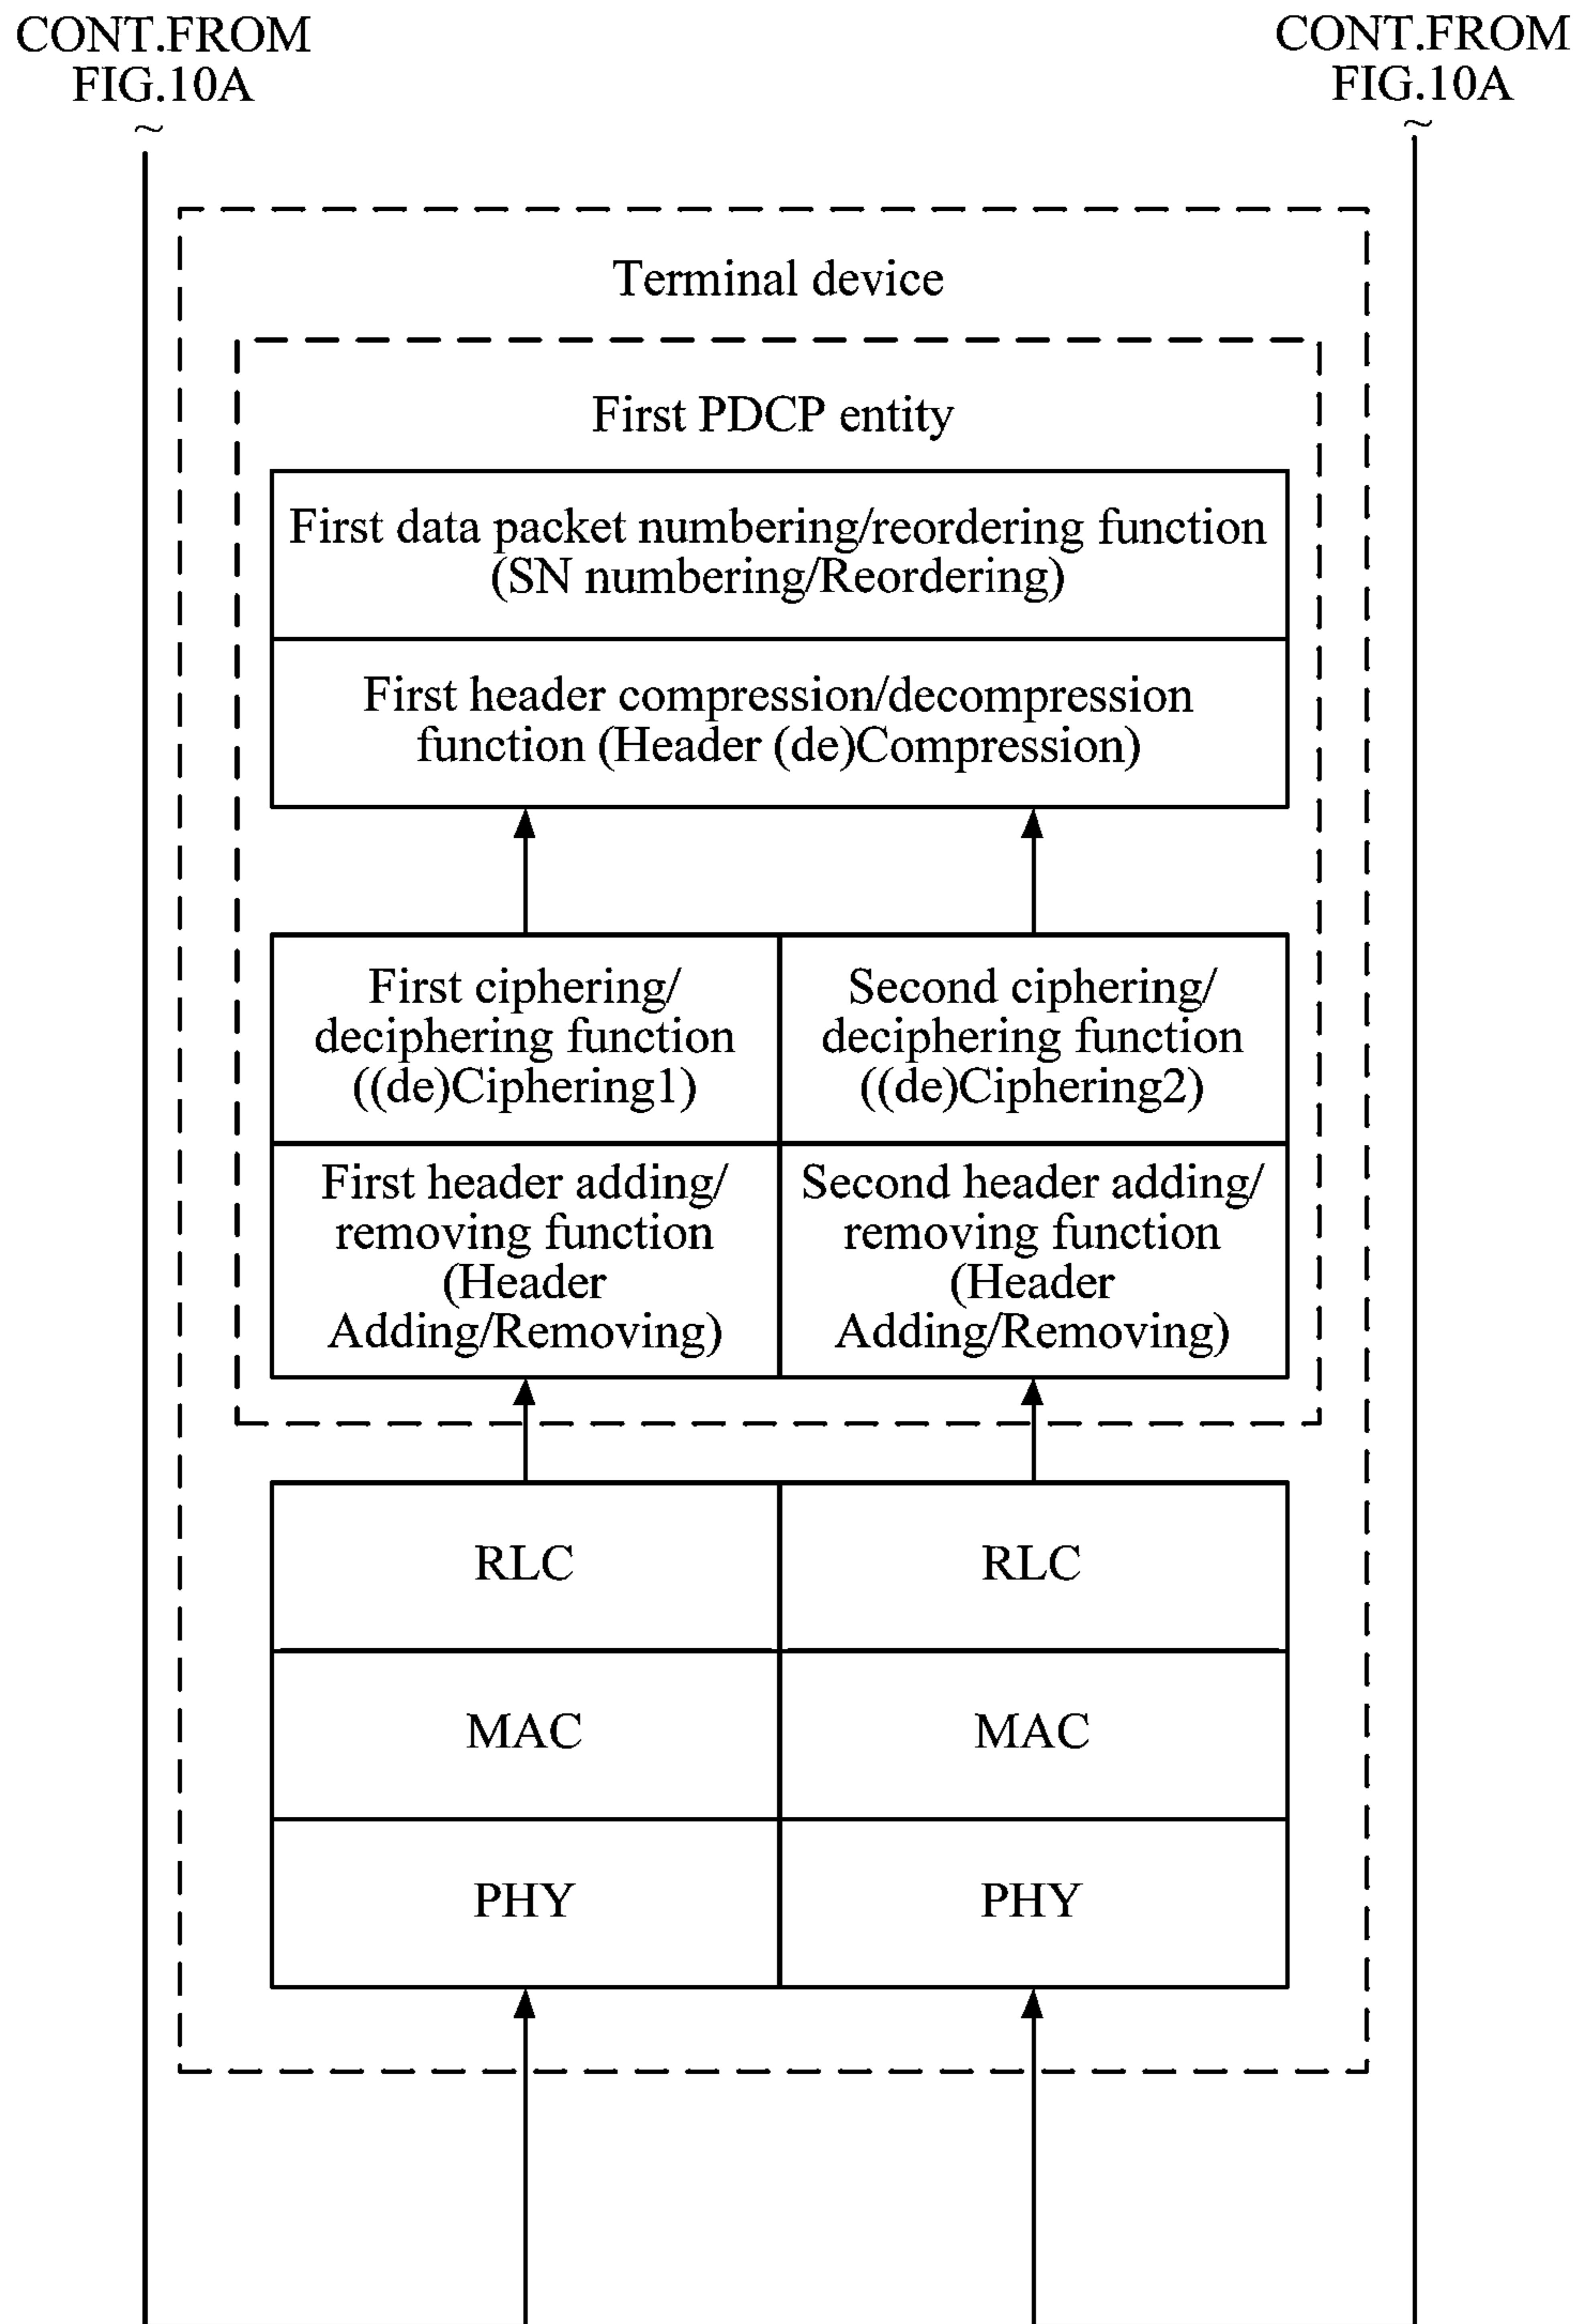 CONT.FROM
FIG.10A
~
CONT.FROM
FIG.10A
~
Terminal device
First PDCP entity
First data packet numbering/reordering function
(SN numbering/Reordering)
First header compression/decompression
function (Header (de)Compression)
First ciphering/
deciphering function
((de)Ciphering1)
Second ciphering/
deciphering function
((de)Ciphering2)
First header adding/
removing function
(Header
Adding/Removing)
Second header adding/
removing function
(Header
Adding/Removing)
RLC
RLC
MAC
MAC
PHY
PHY